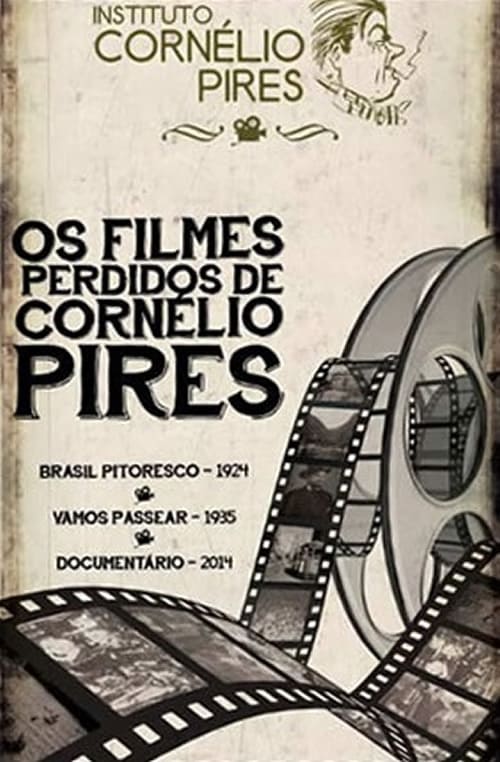 INSTITUTO
CORNÉLIO
PIRES
OS FILMES
PERDIDOS DE
CORNÉLIO
PIRES
BRASIL PITORESCO - 1924
VAMOS PASSEAR - 1935
DOCUMENTÁRIO - 2014